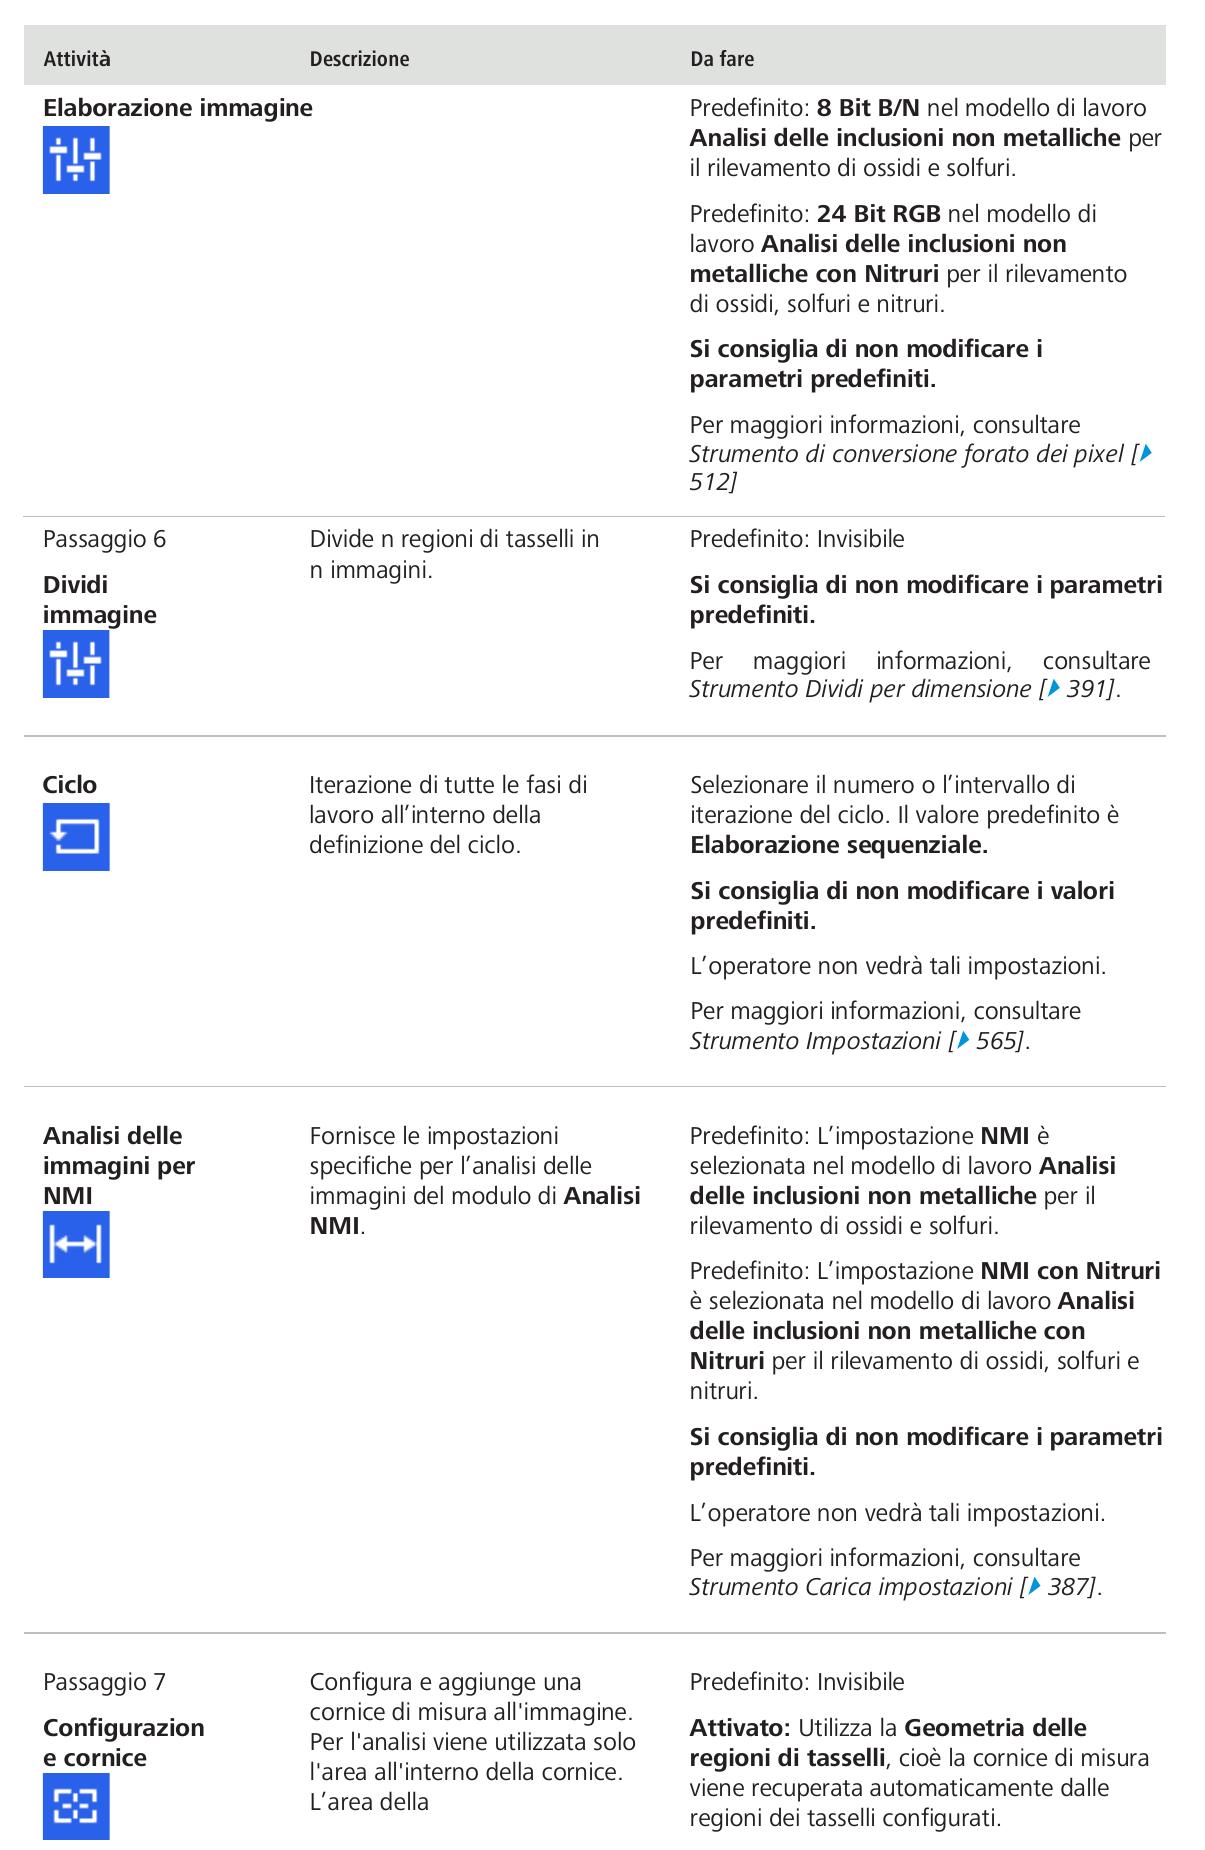 Attività Descrizione Da fare
Elaborazione immagine
Predefinito: 8 Bit B/N nel modello di lavoro
Analisi delle inclusioni non metalliche per
il rilevamento di ossidi e solfuri.
Predefinito: 24 Bit RGB nel modello di
lavoro Analisi delle inclusioni non
metalliche con Nitruri per il rilevamento
di ossidi, solfuri e nitruri.
Si consiglia di non modificare i
parametri predefiniti.
Per maggiori informazioni, consultare
Strumento di conversione forato dei pixel [
512]
Passaggio 6
Dividi
immagine
Divide n regioni di tasselli in
n immagini.
Predefinito: Invisibile
Si consiglia di non modificare i parametri
predefiniti.
Per maggiori informazioni, consultare
Strumento Dividi per dimensione [ 391].
Ciclo
Iterazione di tutte le fasi di
lavoro all’interno della
definizione del ciclo.
Selezionare il numero o l’intervallo di
iterazione del ciclo. Il valore predefinito è
Elaborazione sequenziale.
Si consiglia di non modificare i valori
predefiniti.
L’operatore non vedrà tali impostazioni.
Per maggiori informazioni, consultare
Strumento Impostazioni [ 565].
Analisi delle
immagini per
NMI
Fornisce le impostazioni
specifiche per l’analisi delle
immagini del modulo di Analisi
NMI.
Predefinito: L’impostazione NMI è
selezionata nel modello di lavoro Analisi
delle inclusioni non metalliche per il
rilevamento di ossidi e solfuri.
Predefinito: L’impostazione NMI con Nitruri
è selezionata nel modello di lavoro Analisi
delle inclusioni non metalliche con
Nitruri per il rilevamento di ossidi, solfuri e
nitruri.
Si consiglia di non modificare i parametri
predefiniti.
L’operatore non vedrà tali impostazioni.
Per maggiori informazioni, consultare
Strumento Carica impostazioni [ 387].
Passaggio 7
Configurazion
e cornice
Configura e aggiunge una
cornice di misura all'immagine.
Per l'analisi viene utilizzata solo
l'area all'interno della cornice.
L’area della
Predefinito: Invisibile
Attivato: Utilizza la Geometria delle
regioni di tasselli, cioè la cornice di misura
viene recuperata automaticamente dalle
regioni dei tasselli configurati.